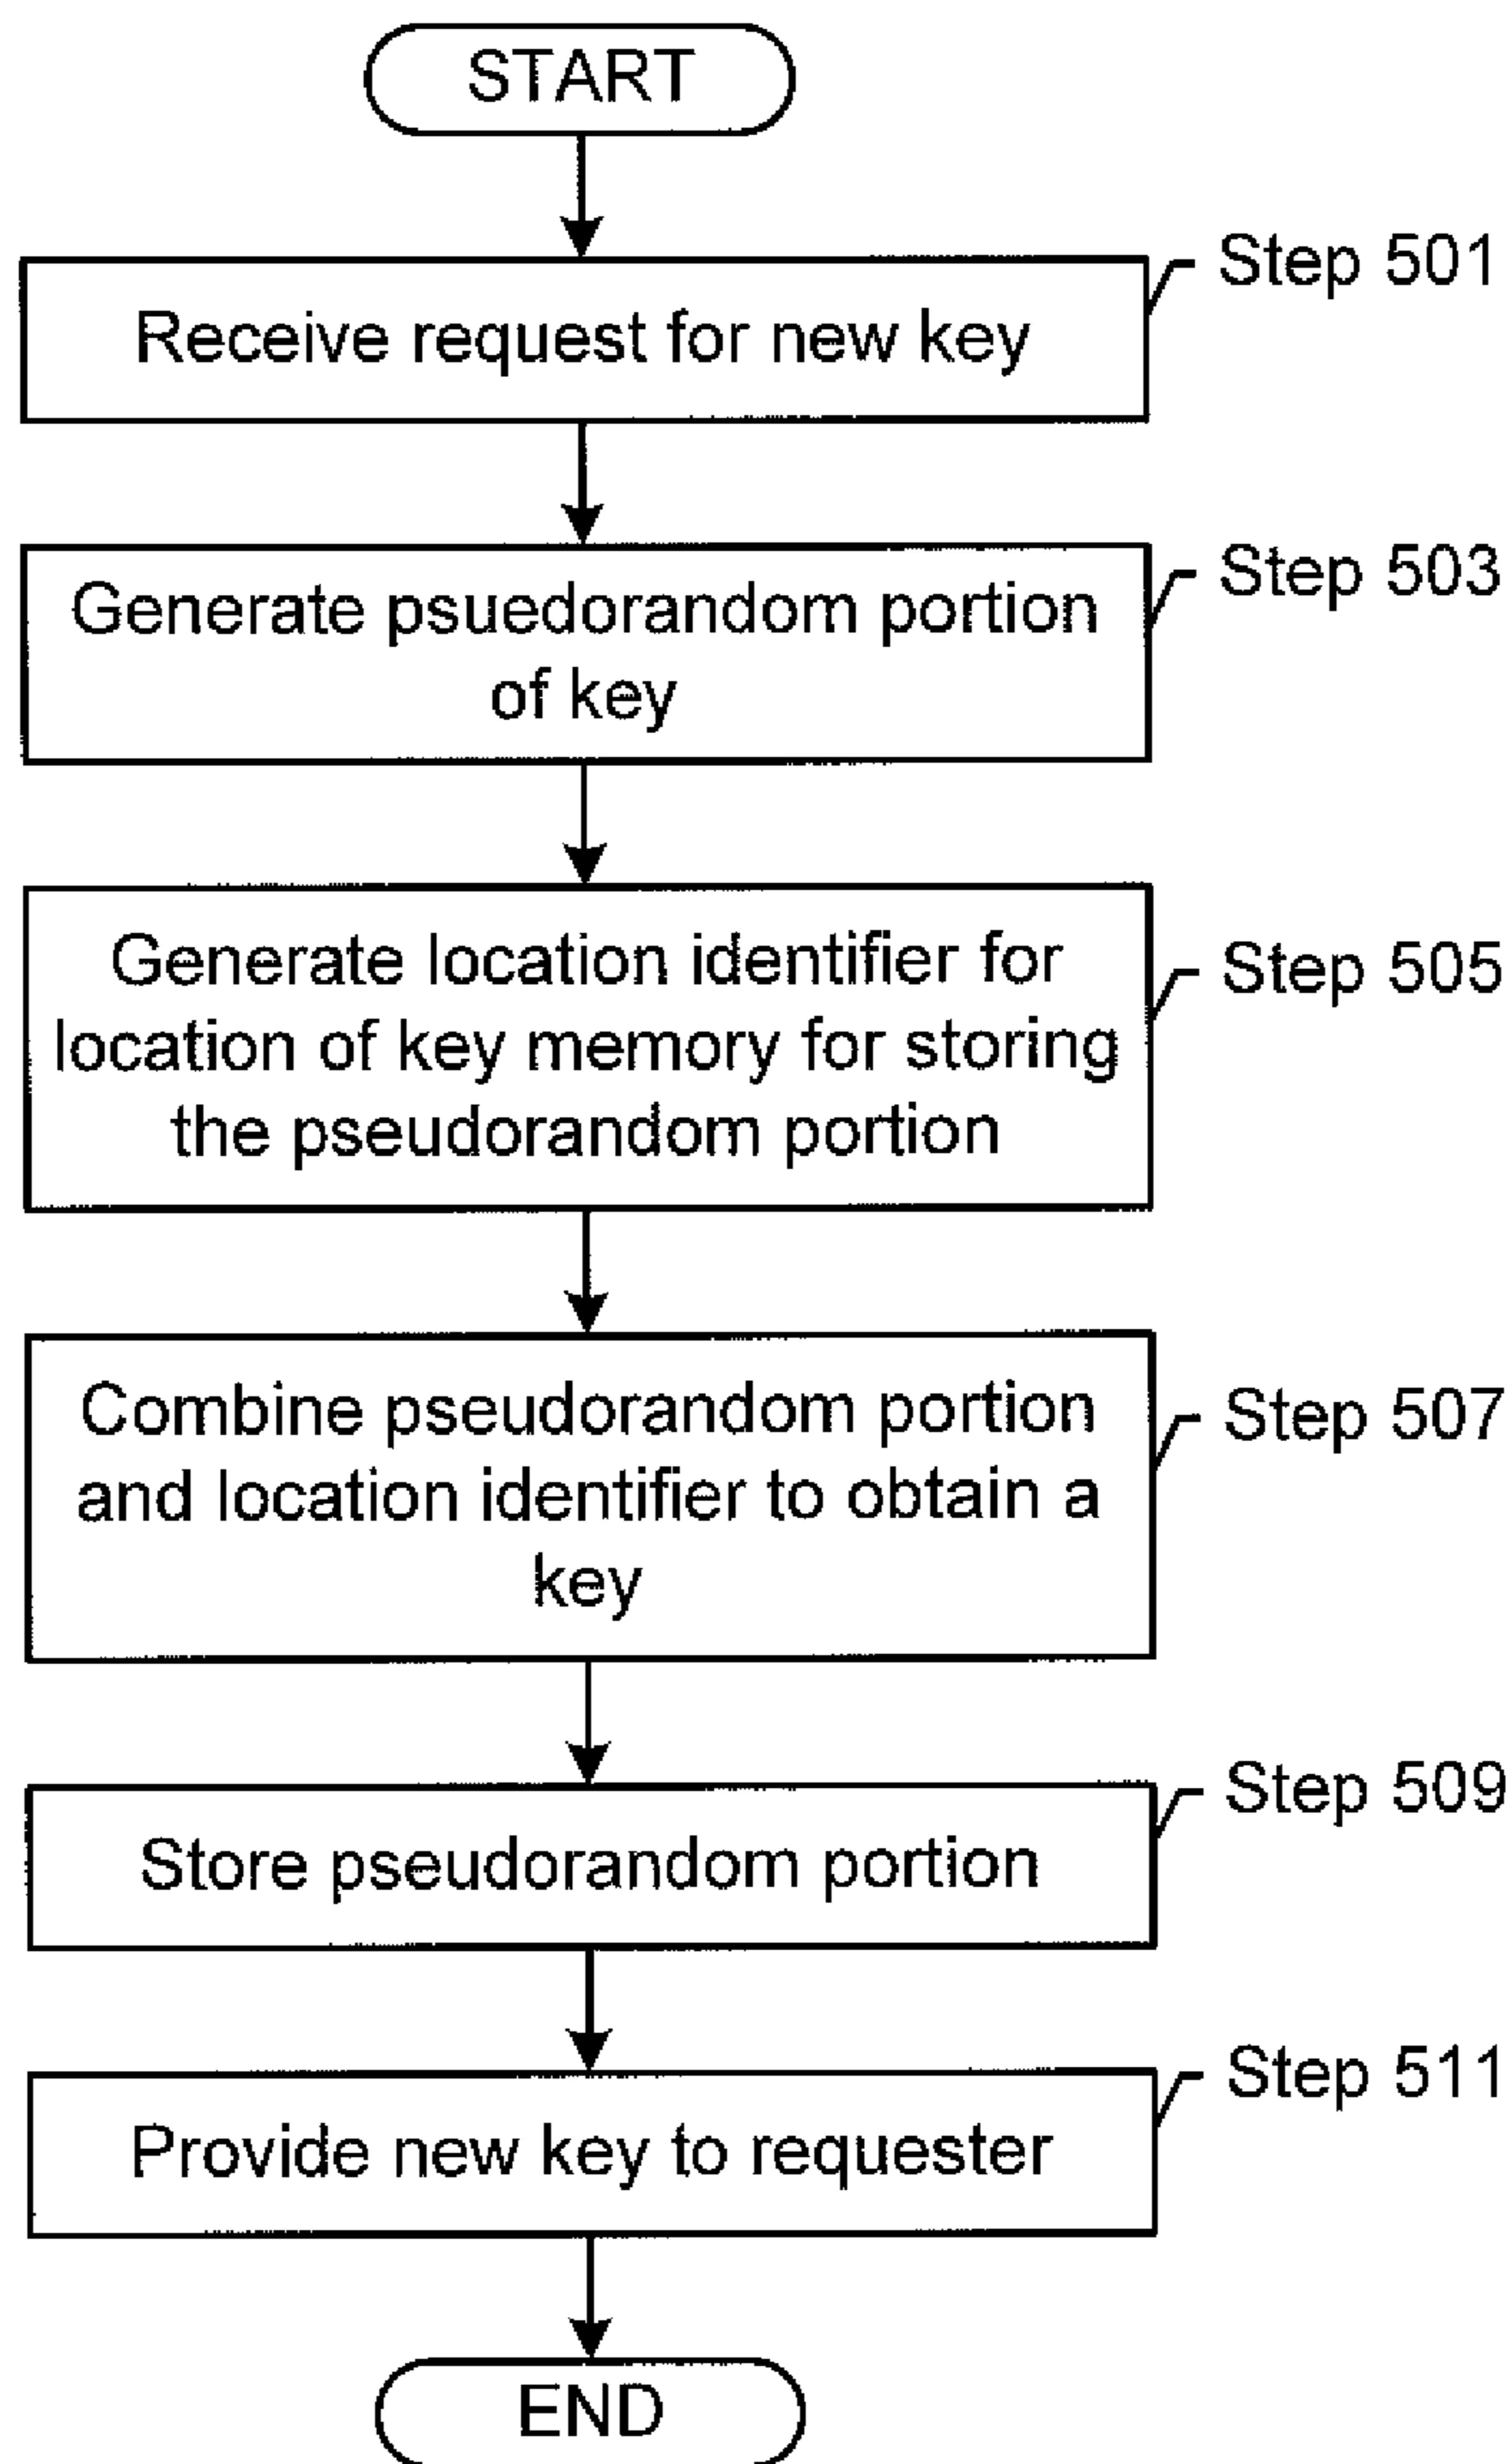 START
Step 501
Receive request for new key
Step 503
Generate psuedorandom portion
of key
Step 505
Generate location identifier for
location of key memory for storing
the pseudorandom portion
Step 507
Combine pseudorandom portion
and location identifier to obtain a
key
Step 509
Store pseudorandom portion
Step 511
Provide new key to requester
END